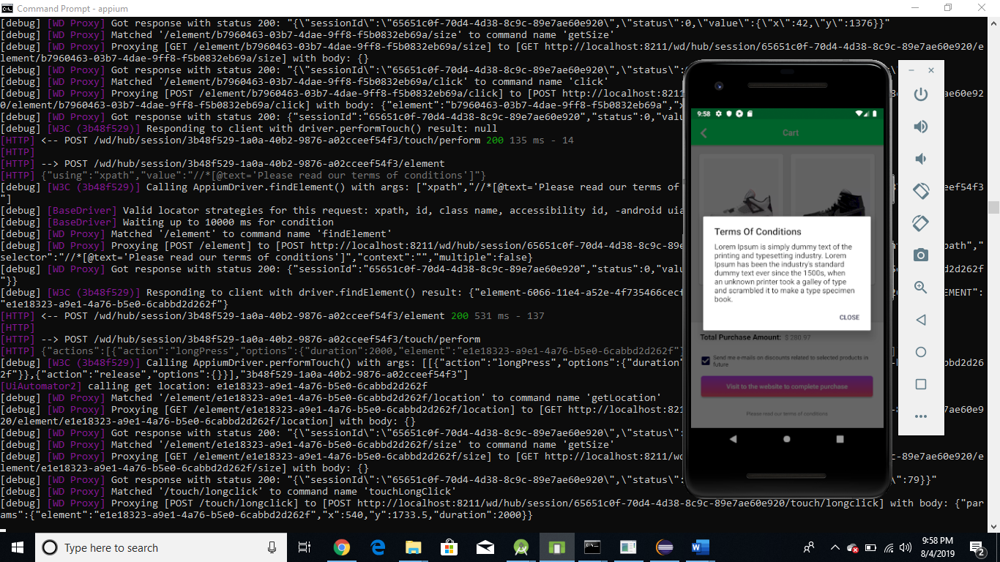 Command Prompt - appium
[debug] [WD Proxy] Got response with status 200: "{\"sessionId\":\"65651c0f-70d4-4d38-8c9c-89e7ae60e920\",\"status\":0,\"value\":{\"x\":42,\"y\":1376}}"
[debug] [WD Proxy] Matched '/element/b7960463-03b7-4dae-9ff8-f5b0832eb69a/size' to command name 'getSize'
[debug] [WD Proxy] Proxying [GET /element/b7960463-03b7-4dae-9ff8-f5b0832eb69a/size] to [GET http://localhost:8211/wd/hub/session/65651c0f-70d4-4d38-8c9c-89e7ae60e920/e
lement/b7960463-03b7-4dae-9ff8-f5b0832eb69a/size] with body: {}
[debug] [WD Proxy] Got response with status 200: "{\"sessionId\":\"65651c0f-70d4-4d38-8c9c-89e7ae60e920\",\"status\":
[debug] [WD Proxy] Matched '/element/b7960463-03b7-4dae-9ff8-f5b0832eb69a/click' to command name 'click'
[debug] [WD Proxy] Proxying [POST /element/b7960463-03b7-4dae-9ff8-f5b0832eb69a/click] to [POST http://localhost:8211 7ae60e92
0/element/b7960463-03b7-4dae-9ff8-f5b0832eb69a/click] with body: {"element":"b7960463-03b7-4dae-9ff8-f5b0832eb69a","x
[debug] [WD Proxy] Got response with status 200: {"sessionId":"65651c0f-70d4-4d38-8c9c-89e7ae60e920","status":0,"valu
[debug] [W3C (3b48f529)] Responding to client with driver.performTouch() result: null
[HTTP] <-- POST /wd/hub/session/3b48f529-1a0a-40b2-9876-a02cceef54f3/touch/perform 200 135 ms - 14
[HTTP]
[HTTP] --> POST /wd/hub/session/3b48f529-1a0a-40b2-9876-a02cceef54f3/element
[HTTP] {"using":"xpath","value":"//*[@text='Please read our terms of conditions']"}
[debug] [W3C (3b48f529)] Calling AppiumDriver.findElement() with args: ["xpath","//*[@text='Please read our terms of ceef54f3
"]
[debug] [BaseDriver] Valid locator strategies for this request: xpath, id, class name, accessibility id, -android uia
[debug] [BaseDriver] Waiting up to 10000 ms for condition
[debug] [WD Proxy] Matched '/element' to command name 'findElement'
[debug] [WD Proxy] Proxying [POST /element] to [POST http://localhost:8211/wd/hub/session/65651c0f-70d4-4d38-8c9c-89e path","
selector":"//*[@text='Please read our terms of conditions']","context":"","multiple":false}
[debug] [WD Proxy] Got response with status 200: {"sessionId":"65651c0f-70d4-4d38-8c9c-89e7ae60e920","status":0,"valu
"}}
[debug] [W3C (3b48f529)] Responding to client with driver.findElement() result: {"element-6066-11e4-a52e-4f735466cecf EMENT":
"e1e18323-a9e1-4a76-b5e0-6cabbd2d262f"}
[HTTP] <-- POST /wd/hub/session/3b48f529-1a0a-40b2-9876-a02cceef54f3/element 200 531 ms - 137
[HTTP]
[HTTP] --> POST /wd/hub/session/3b48f529-1a0a-40b2-9876-a02cceef54f3/touch/perform
[HTTP] {"actions":[{"action":"longPress","options":{"duration":2000,"element":"e1e18323-a9e1-4a76-b5e0-6cabbd2d262f"}
[debug] [W3C (3b48f529)] Calling AppiumDriver.performTouch() with args: [[{"action":"longPress","options":{"duration" bd2d26
2f"}},{"action":"release","options":{}}],"3b48f529-1a0a-40b2-9876-a02cceef54f3"]
[UiAutomator2] calling get location: e1e18323-a9e1-4a76-b5e0-6cabbd2d262f
[debug] [WD Proxy] Matched '/element/e1e18323-a9e1-4a76-b5e0-6cabbd2d262f/location' to command name 'getLocation'
[debug] [WD Proxy] Proxying [GET /element/e1e18323-a9e1-4a76-b5e0-6cabbd2d262f/location] to [GET http://localhost:821 ae60e9
20/element/e1e18323-a9e1-4a76-b5e0-6cabbd2d262f/location] with body: {}
[debug] [WD Proxy] Got response with status 200: "{\"sessionId\":\"65651c0f-70d4-4d38-8c9c-89e7ae60e920\",\"status\":
[debug] [WD Proxy] Matched '/element/e1e18323-a9e1-4a76-b5e0-6cabbd2d262f/size' to command name 'getSize'
[debug] [WD Proxy] Proxying [GET /element/e1e18323-a9e1-4a76-b5e0-6cabbd2d262f/size] to [GET http://localhost:8211/wd c-89e7ae60e920/e
lement/e1e18323-a9e1-4a76-b5e0-6cabbd2d262f/size] with body: {}
[debug] [WD Proxy] Got response with status 200: "{\"sessionId\":\"65651c0f-70d4-4d38-8c9c-89e7ae60e920\",\"status\": \":79}}"
[debug] [WD Proxy] Matched '/touch/longclick' to command name 'touchLongClick'
[debug] [WD Proxy] Proxying [POST /touch/longclick] to [POST http://localhost:8211/wd/hub/session/65651c0f-70d4-4d38-8c9c-89e7ae60e920/touch/longclick] with body: {"par
ams":{"element":"e1e18323-a9e1-4a76-b5e0-6cabbd2d262f","x":540,"y":1733.5,"duration":2000}}
9:58
Cart
Terms Of Conditions
Lorem Ipsum is simply dummy text of the
printing and typesetting industry. Lorem
Ipsum has been the industry's standard
dummy text ever since the 1500s, when
an unknown printer took a galley of type
and scrambled it to make a type specimen
book.
CLOSE
Total Purchase Amount: $ 280.97
Send me e-mails on discounts related to selected products in
future
Visit to the website to complete purchase
Please read our terms of conditions
Type here to search
9:58 PM
8/4/2019
2